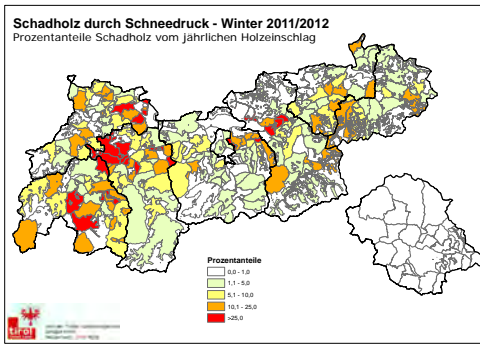 Schadholz durch Schneedruck - Winter 2011/2012
Prozentanteile Schadholz vom jährlichen Holzeinschlag
Prozentanteile
0,0 - 1,0
1,1 - 5,0
5,1 - 10,0
10,1 - 25,0
>25,0
tirol